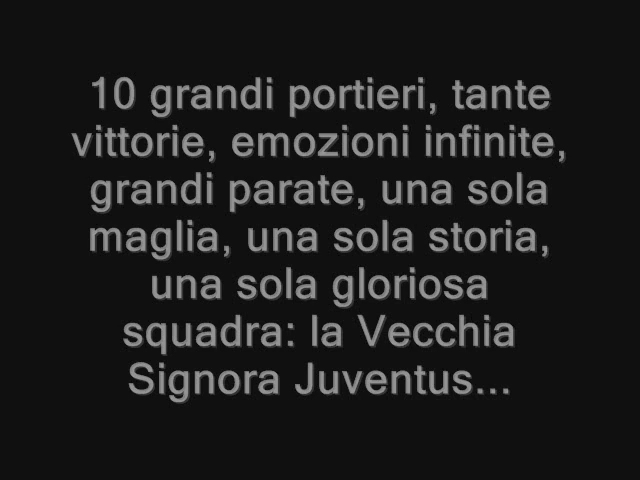 10 grandi portieri, tante
vittorie, emozioni infinite,
grandi parate, una sola
maglia, una sola storia,
una sola gloriosa
squadra: la Vecchia
Signora Juventus...